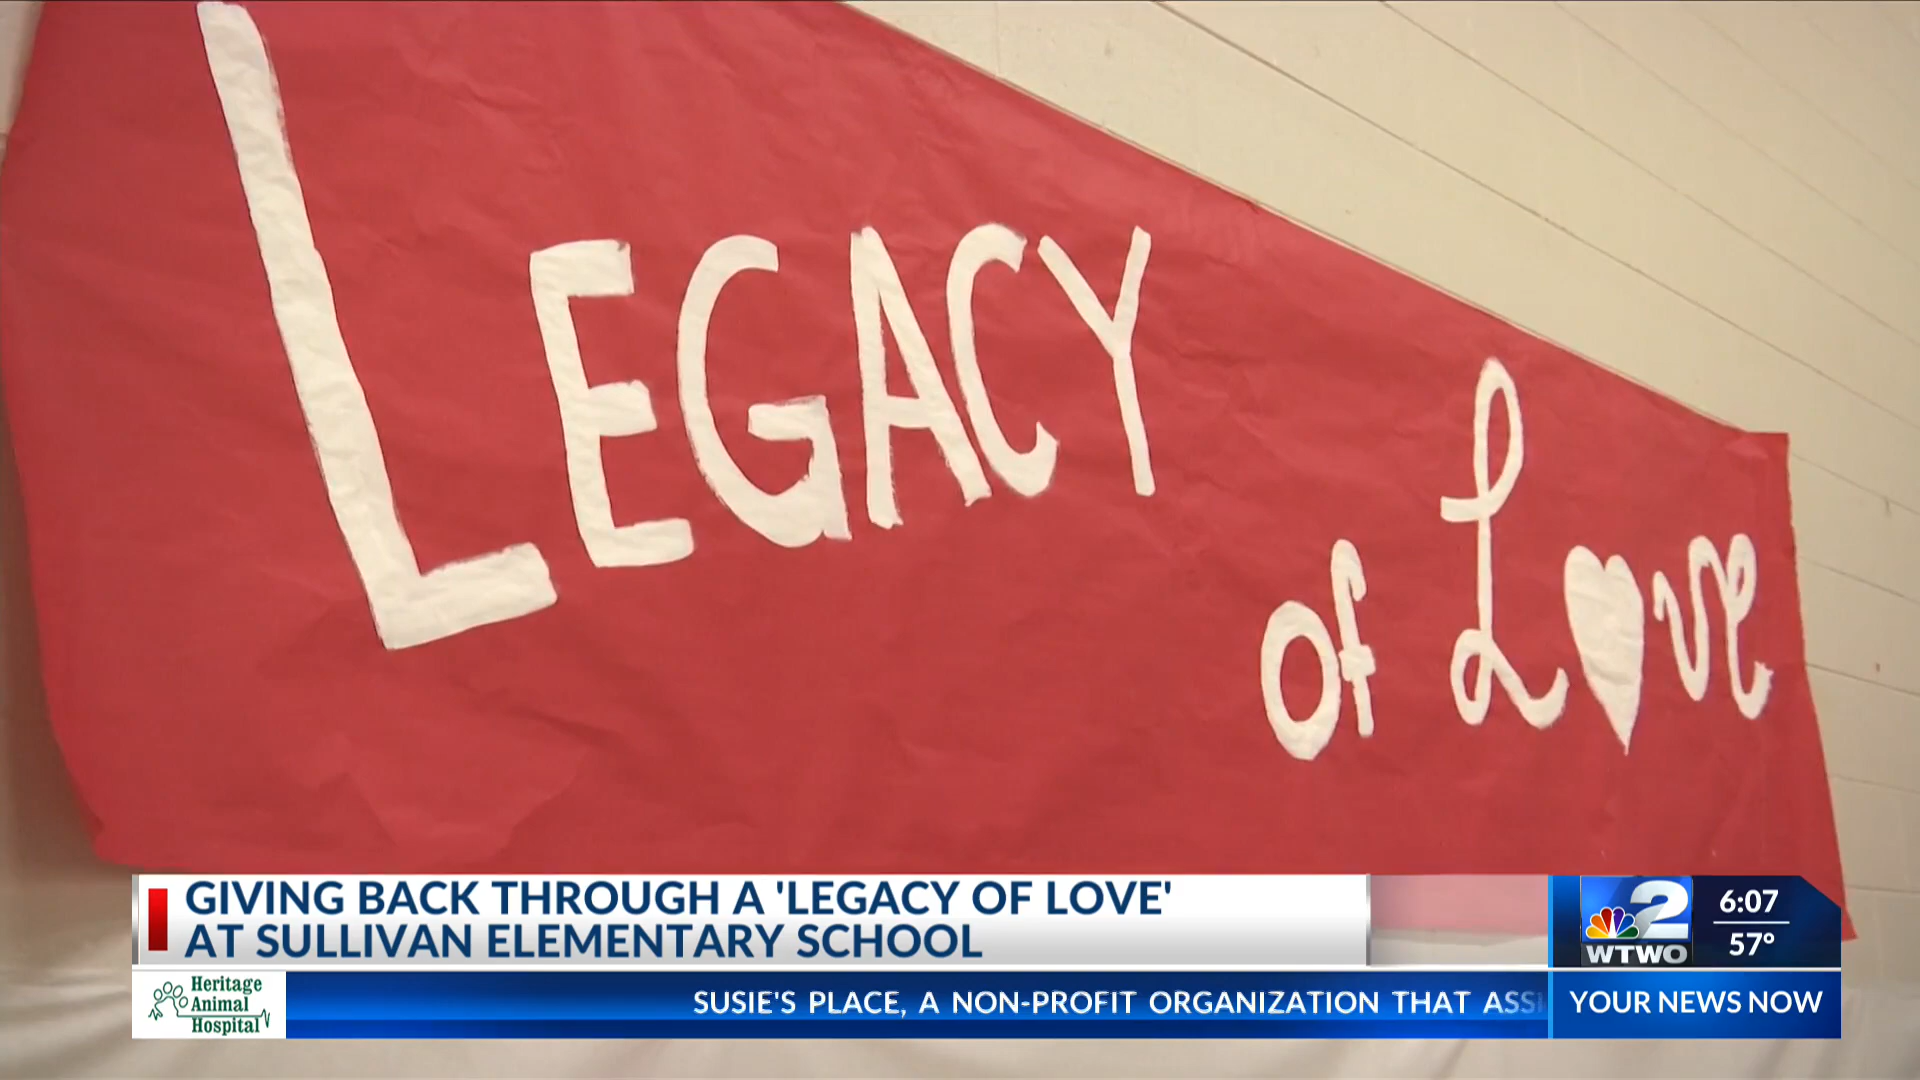 LEGACY
of Love
GIVING BACK THROUGH A 'LEGACY OF LOVE'
AT SULLIVAN ELEMENTARY SCHOOL
2
WTWO
6:07
57°
Heritage
Animal
Hospital
SUSIE'S PLACE, A NON-PROFIT ORGANIZATION THAT ASSI
YOUR NEWS NOW